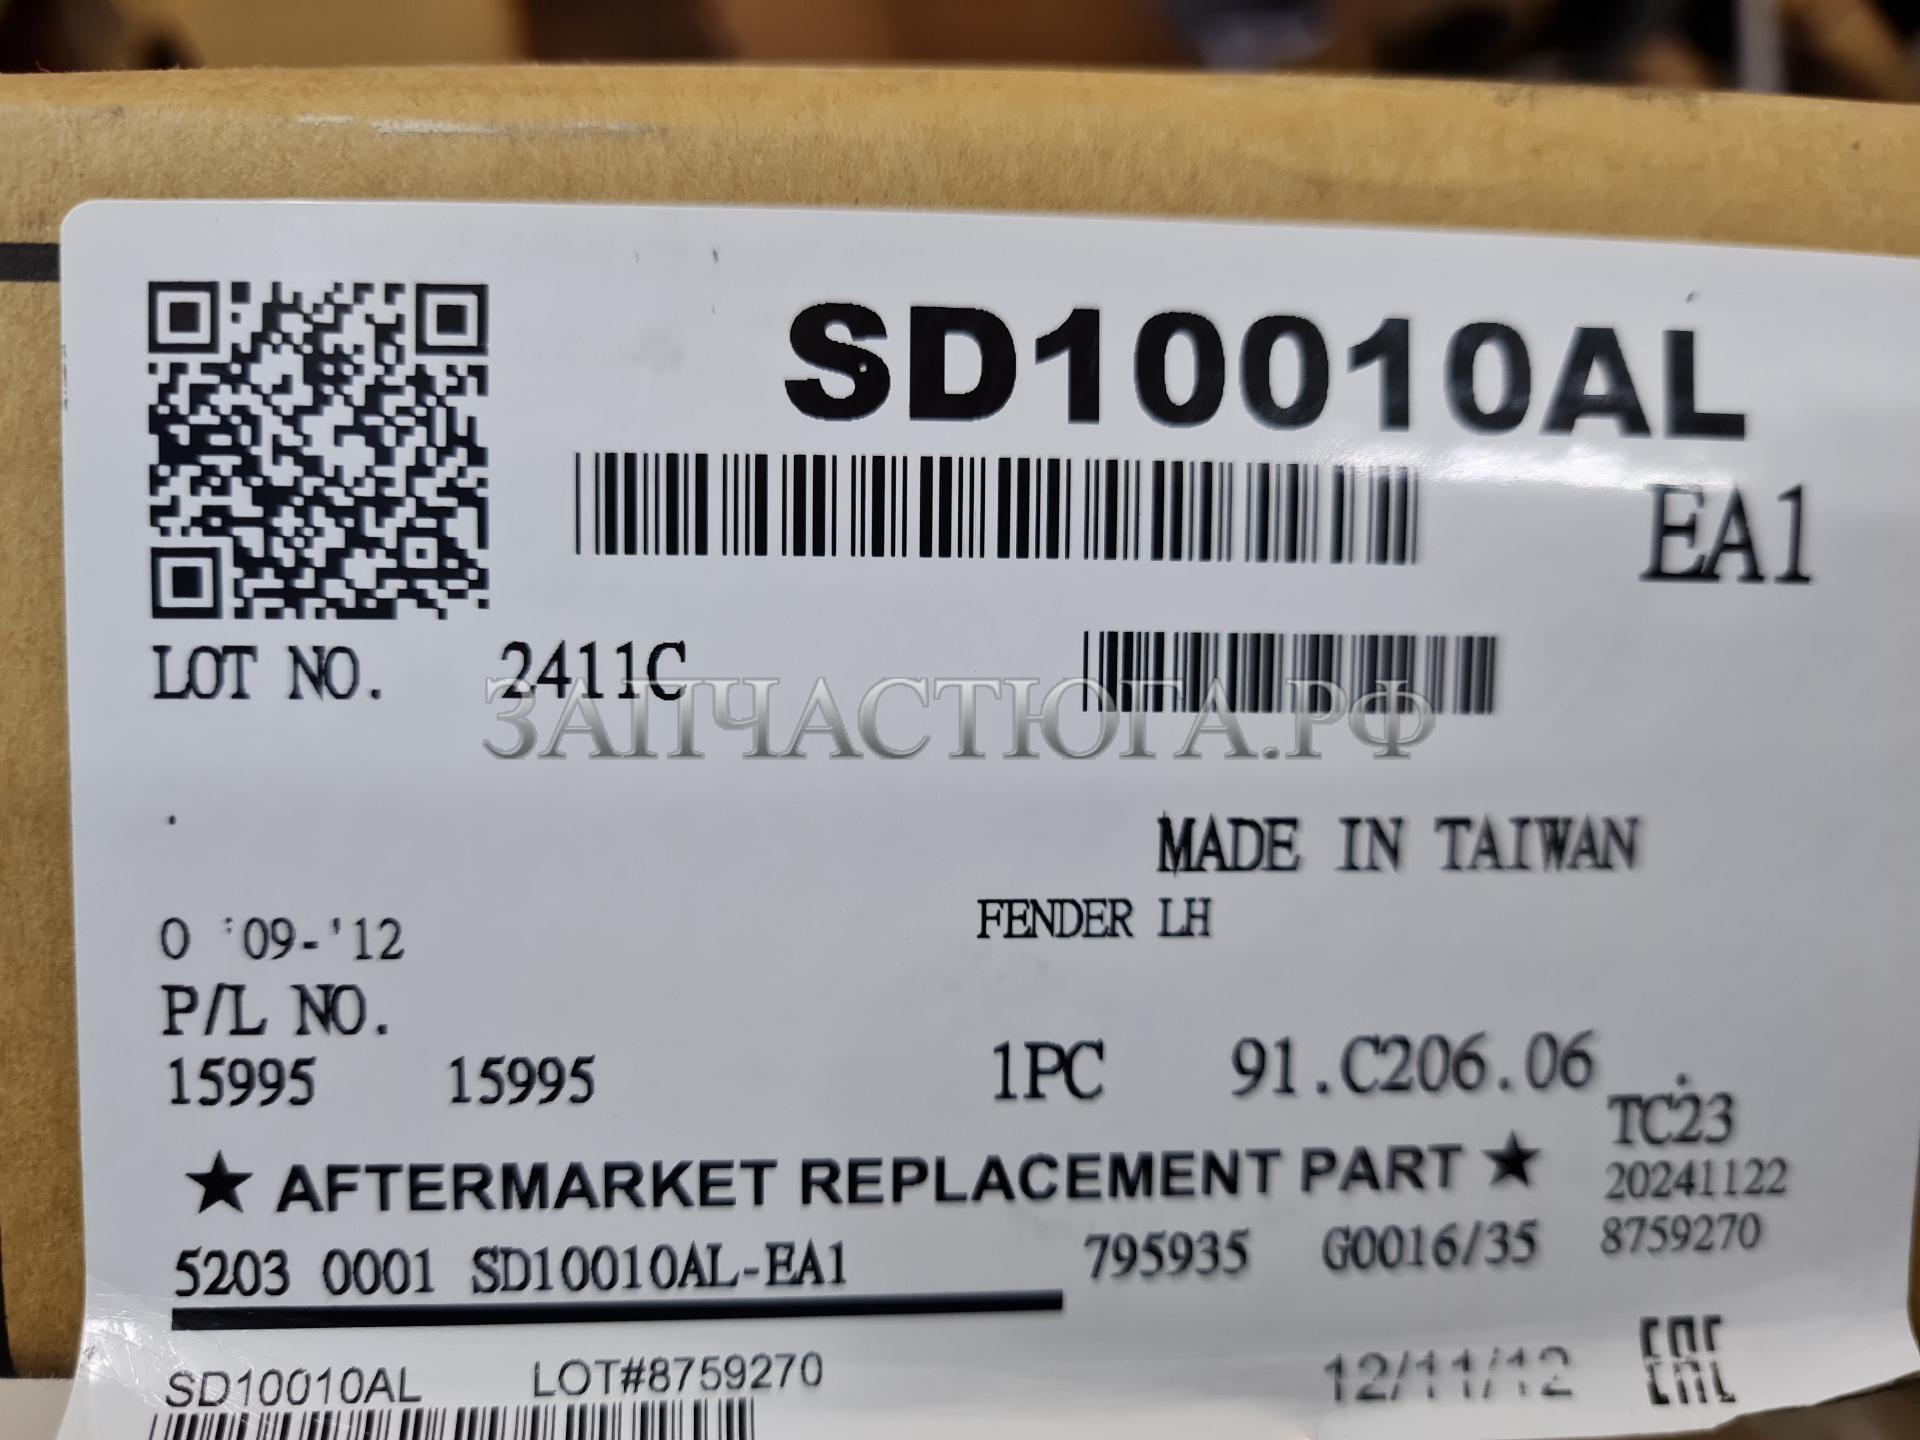 SD10010AL
EA1
LOT NO. 2411C
ЗАПЧАСТЮГА.РФ
MADE IN TAIWAN
FENDER LH
O '09-'12
P/L NO.
15995 15995 1PC 91.C206.06
TC23
★ AFTERMARKET REPLACEMENT PART ★
20241122
5203 0001 SD10010AL-EA1 795935 G0016/35 8759270
SD10010AL LOT#8759270 12/11/12 EAC